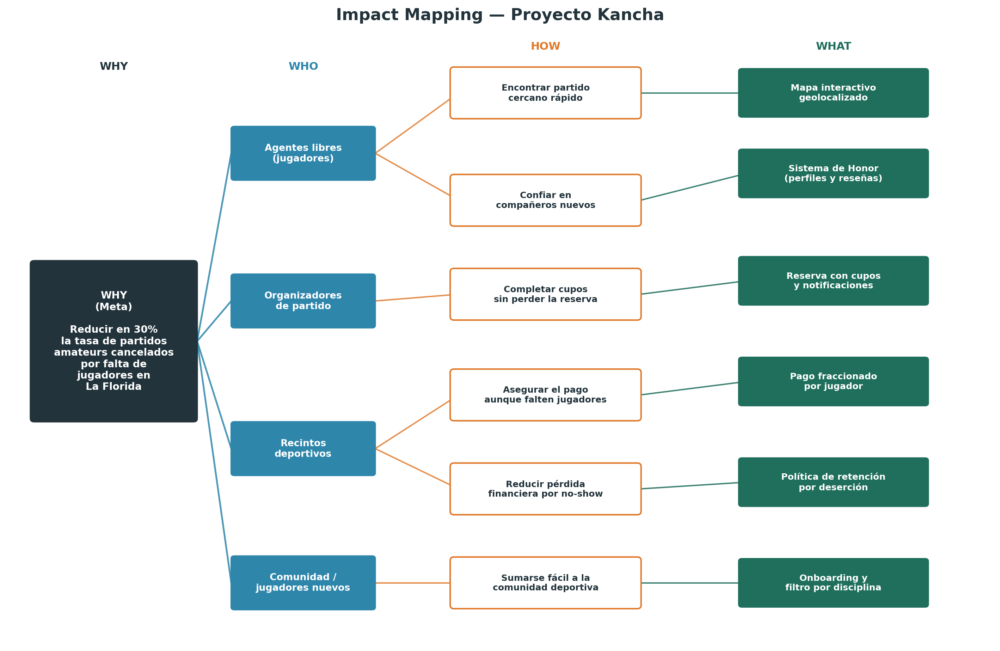 Impact Mapping — Proyecto Kancha
WHY
WHO
HOW
WHAT
WHY
(Meta)
Reducir en 30%
la tasa de partidos
amateurs cancelados
por falta de
jugadores en
La Florida
Agentes libres
(jugadores)
Organizadores
de partido
Recintos
deportivos
Comunidad /
jugadores nuevos
Encontrar partido
cercano rápido
Confiar en
compañeros nuevos
Completar cupos
sin perder la reserva
Asegurar el pago
aunque falten jugadores
Reducir pérdida
financiera por no-show
Sumarse fácil a la
comunidad deportiva
Mapa interactivo
geolocalizado
Sistema de Honor
(perfiles y reseñas)
Reserva con cupos
y notificaciones
Pago fraccionado
por jugador
Política de retención
por deserción
Onboarding y
filtro por disciplina